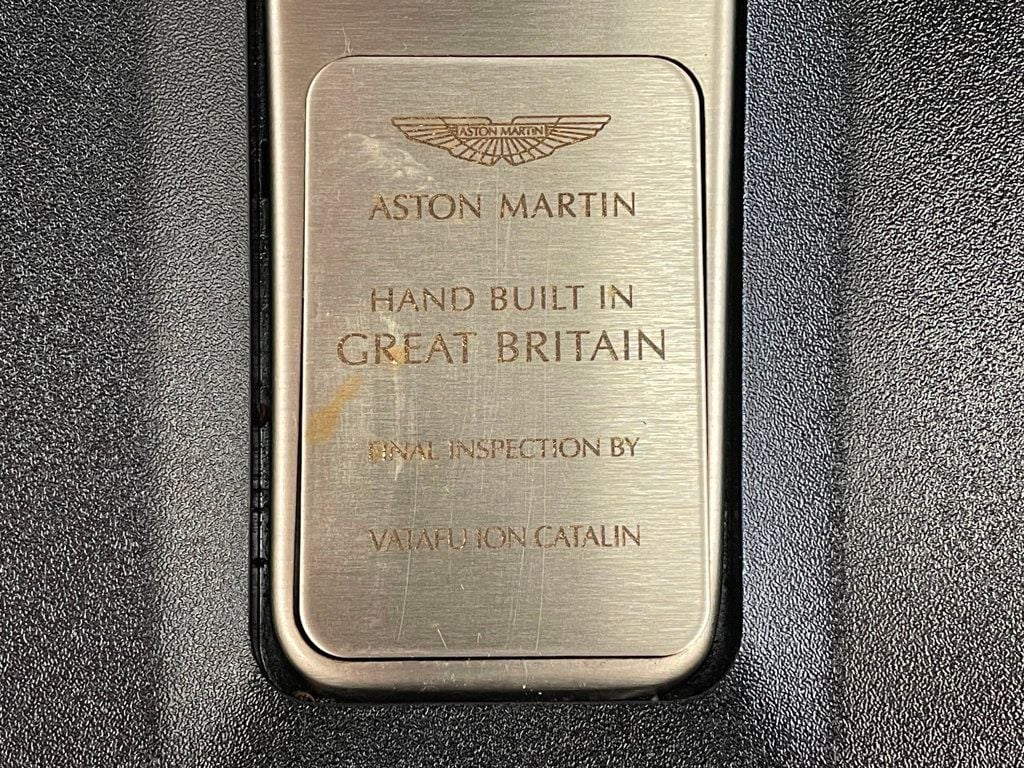 ASTON MARTIN
ASTON MARTIN
HAND BUILT IN
GREAT BRITAIN
FINAL INSPECTION BY
VATAFU ION CATALIN